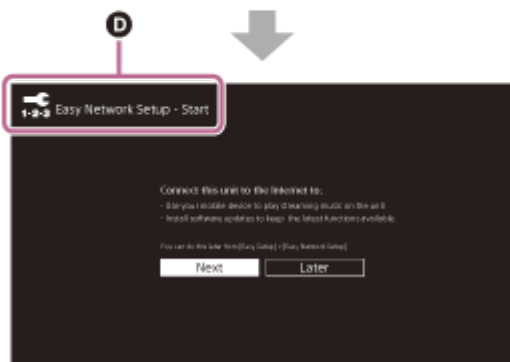 D
1-2-3 Easy Network Setup - Start
Connect this unit to the Internet to:
- Use your mobile device to play streaming music on the unit.
- Install software updates to keep the latest functions available.
You can do this later from [Easy Setup] > [Easy Network Setup].
Next Later